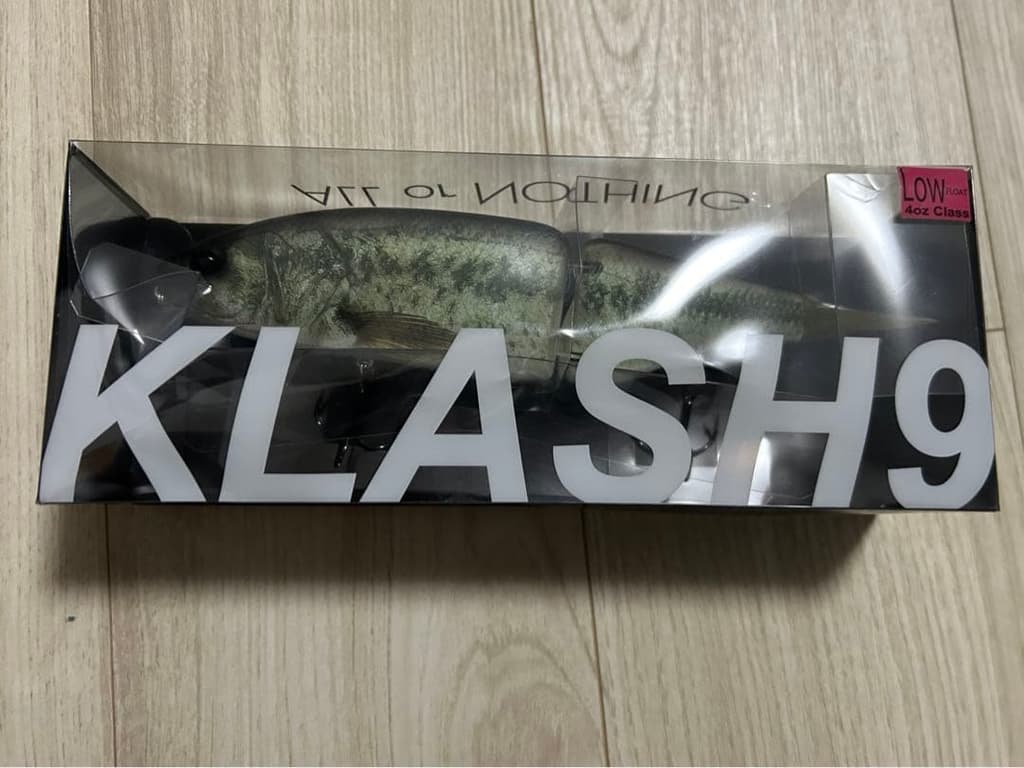 ALL or NOTHING
LOW FLOAT
4oz Class
KLASH9